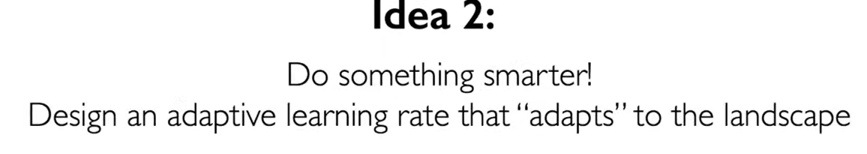 Idea 2:
Do something smarter!
Design an adaptive learning rate that “adapts” to the landscape